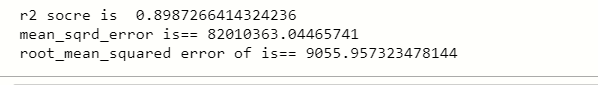 r2 socre is  0.8987266414324236
mean_sqrd_error is== 82010363.04465741
root_mean_squared error of is== 9055.957323478144